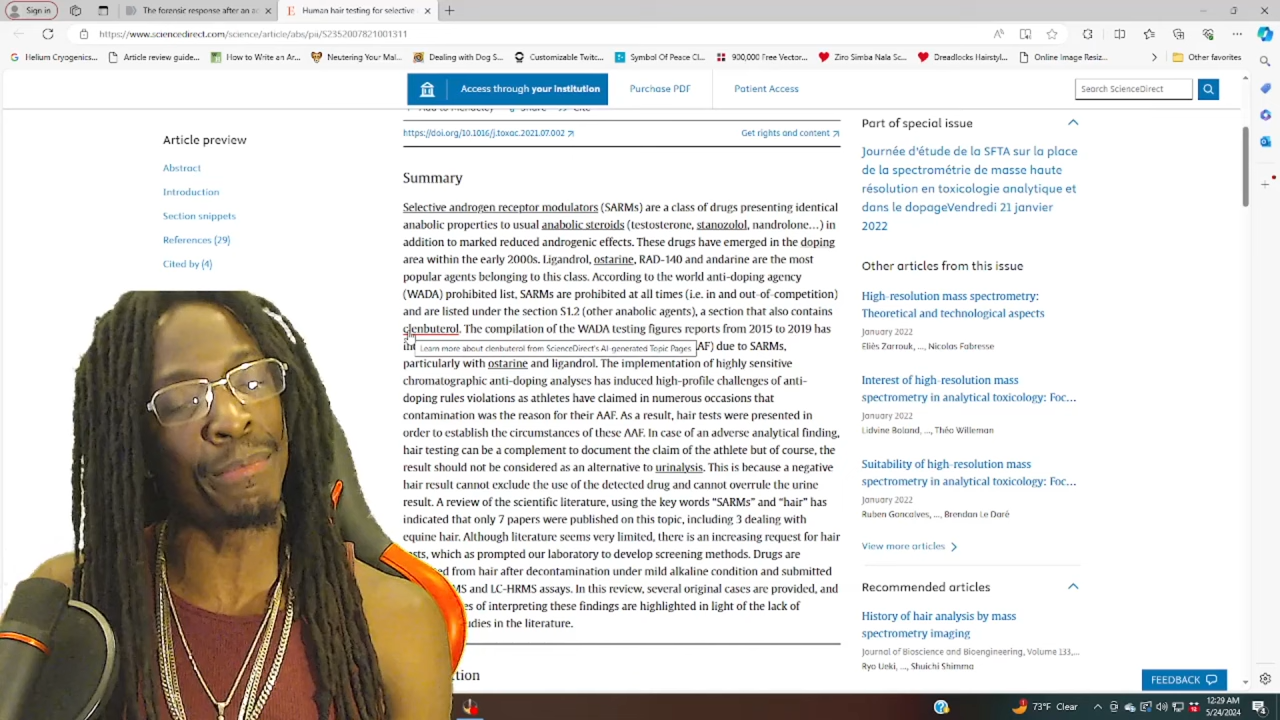 Sign in
The forensic response after an ad
Human hair testing for selective
https://www.sciencedirect.com/science/article/abs/pii/S2352007821001311
Helium Cryogenics...
Article review guide...
How to Write an Ar...
Neutering Your Mal...
Dealing with Dog S...
Customizable Twitc...
Symbol Of Peace Cl...
900,000 Free Vector...
Ziro Simba Nala Sc...
Dreadlocks Hairstyl...
Online Image Resiz...
Other favorites
Access through your institution
Purchase PDF
Patient Access
Search ScienceDirect
Article preview
Abstract
Introduction
Section snippets
References (29)
Cited by (4)
Add to Mendeley Share Cite
https://doi.org/10.1016/j.toxac.2021.07.002
Get rights and content
Summary
Selective androgen receptor modulators (SARMs) are a class of drugs presenting identical
anabolic properties to usual anabolic steroids (testosterone, stanozolol, nandrolone…) in
addition to marked reduced androgenic effects. These drugs have emerged in the doping
area within the early 2000s. Ligandrol, ostarine, RAD-140 and andarine are the most
popular agents belonging to this class. According to the world anti-doping agency
(WADA) prohibited list, SARMs are prohibited at all times (i.e. in and out-of-competition)
and are listed under the section S1.2 (other anabolic agents), a section that also contains
clenbuterol. The compilation of the WADA testing figures reports from 2015 to 2019 has
Learn more about clenbuterol from ScienceDirect's AI-generated Topic Pages
AF) due to SARMs,
particularly with ostarine and ligandrol. The implementation of highly sensitive
chromatographic anti-doping analyses has induced high-profile challenges of anti-
doping rules violations as athletes have claimed in numerous occasions that
contamination was the reason for their AAF. As a result, hair tests were presented in
order to establish the circumstances of these AAF. In case of an adverse analytical finding,
hair testing can be a complement to document the claim of the athlete but of course, the
result should not be considered as an alternative to urinalysis. This is because a negative
hair result cannot exclude the use of the detected drug and cannot overrule the urine
result. A review of the scientific literature, using the key words “SARMs” and “hair” has
indicated that only 7 papers were published on this topic, including 3 dealing with
equine hair. Although literature seems very limited, there is an increasing request for hair
sts, which as prompted our laboratory to develop screening methods. Drugs are
ed from hair after decontamination under mild alkaline condition and submitted
MS and LC-HRMS assays. In this review, several original cases are provided, and
es of interpreting these findings are highlighted in light of the lack of
udies in the literature.
ction
Part of special issue
Journée d'étude de la SFTA sur la place
de la spectrométrie de masse haute
résolution en toxicologie analytique et
dans le dopageVendredi 21 janvier
2022
Other articles from this issue
High-resolution mass spectrometry:
Theoretical and technological aspects
January 2022
Eliès Zarrouk, ..., Nicolas Fabresse
Interest of high-resolution mass
spectrometry in analytical toxicology: Foc...
January 2022
Lidvine Boland, ..., Théo Willeman
Suitability of high-resolution mass
spectrometry in analytical toxicology: Foc...
January 2022
Ruben Goncalves, ..., Brendan Le Daré
View more articles
Recommended articles
History of hair analysis by mass
spectrometry imaging
Journal of Bioscience and Bioengineering, Volume 133,...
Ryo Ueki, ..., Shuichi Shimma
FEEDBACK
73°F Clear
12:29 AM
5/24/2024